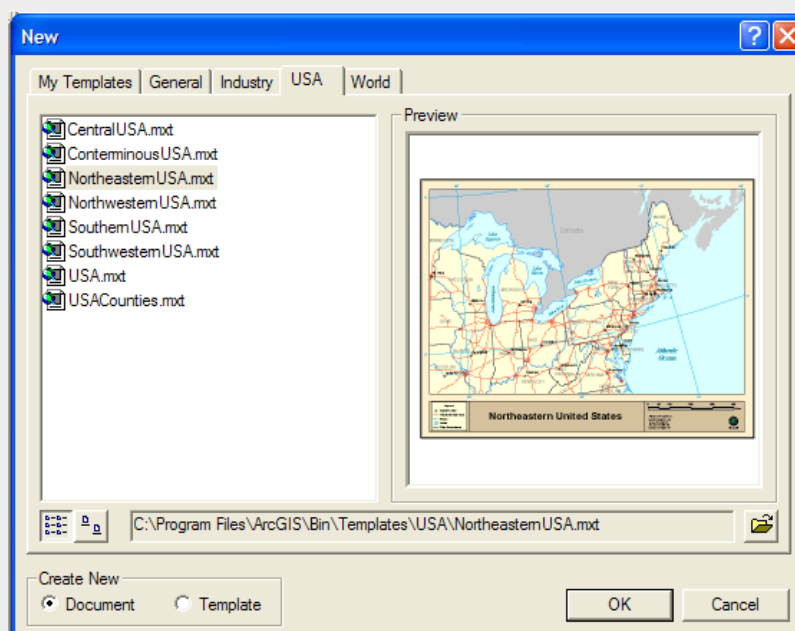 New
My Templates General Industry USA World
CentralUSA.mxt
ConterminousUSA.mxt
NortheasternUSA.mxt
NorthwesternUSA.mxt
SouthernUSA.mxt
SouthwesternUSA.mxt
USA.mxt
USACounties.mxt
Preview
Canada
Atlantic
Ocean
Northeastern United States
C:\Program Files\ArcGIS\Bin\Templates\USA\NortheasternUSA.mxt
Create New
Document Template
OK Cancel